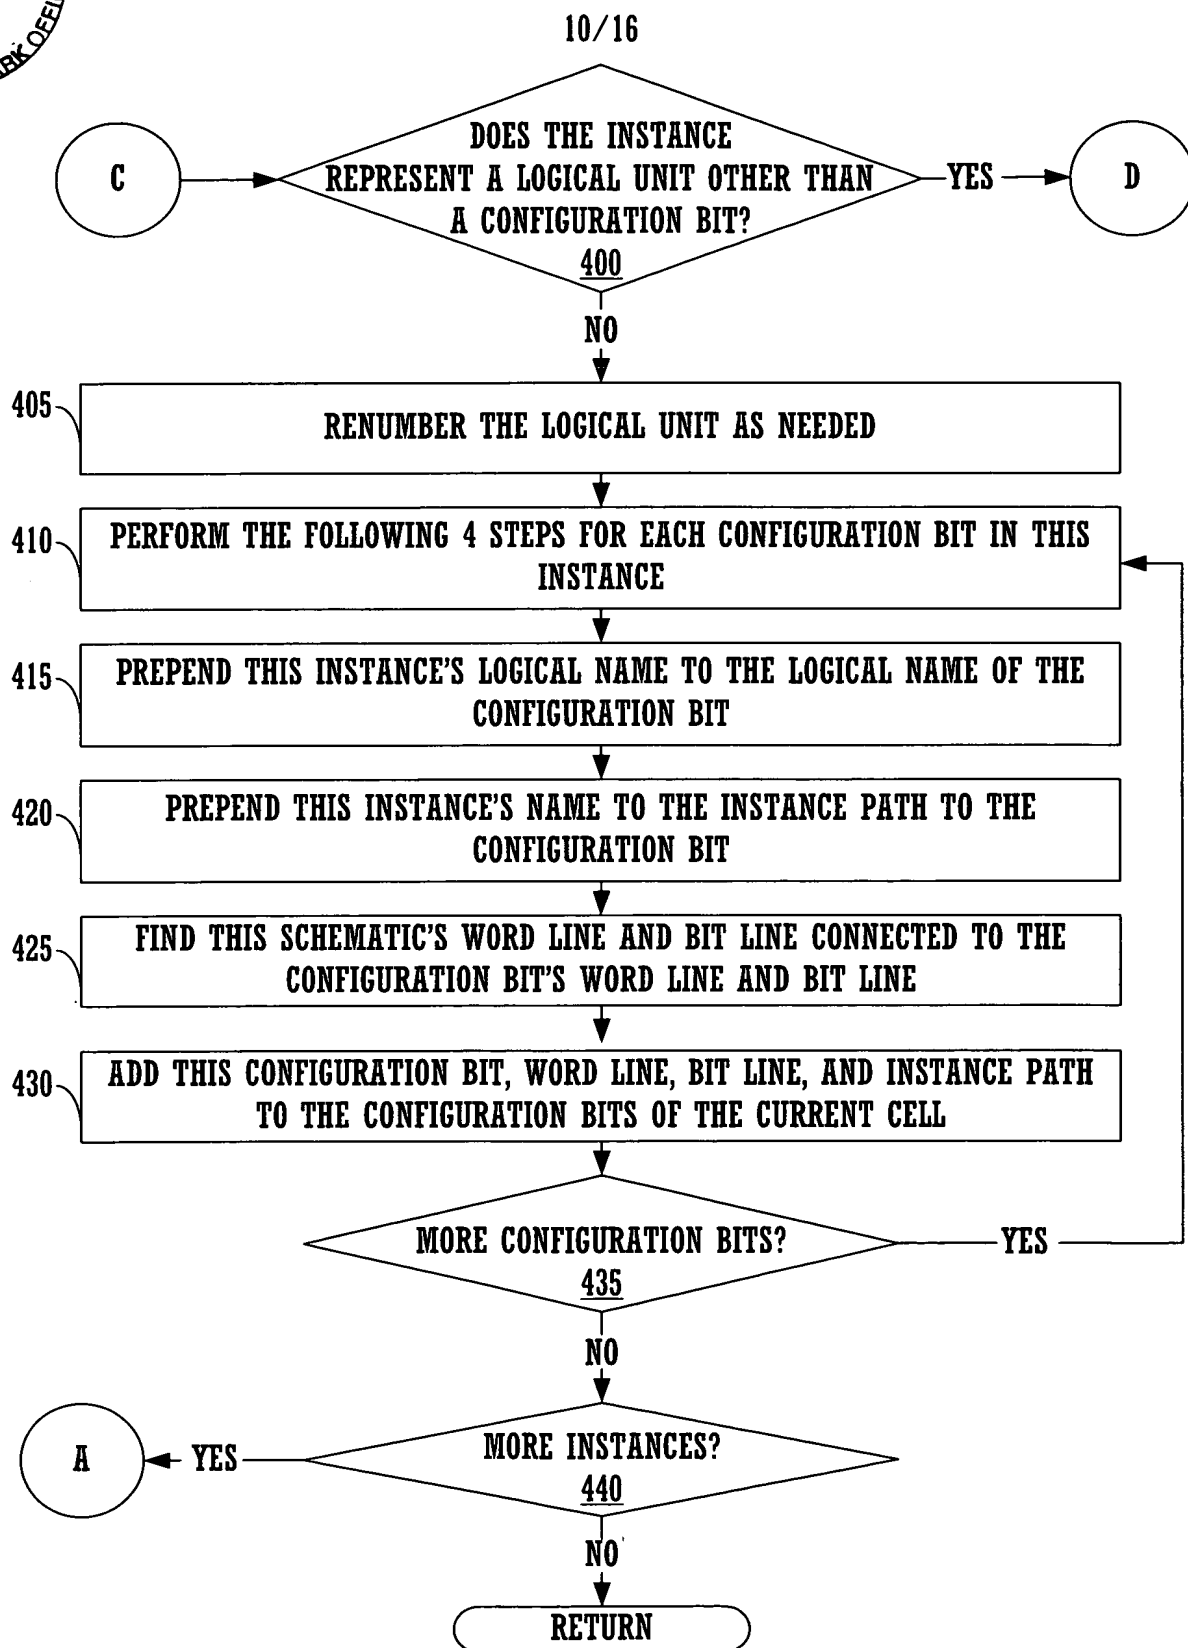 10/16
C
DOES THE INSTANCE
REPRESENT A LOGICAL UNIT OTHER THAN
A CONFIGURATION BIT?
400
YES
D
NO
405
RENUMBER THE LOGICAL UNIT AS NEEDED
410
PERFORM THE FOLLOWING 4 STEPS FOR EACH CONFIGURATION BIT IN THIS
INSTANCE
415
PREPEND THIS INSTANCE'S LOGICAL NAME TO THE LOGICAL NAME OF THE
CONFIGURATION BIT
420
PREPEND THIS INSTANCE'S NAME TO THE INSTANCE PATH TO THE
CONFIGURATION BIT
425
FIND THIS SCHEMATIC'S WORD LINE AND BIT LINE CONNECTED TO THE
CONFIGURATION BIT'S WORD LINE AND BIT LINE
430
ADD THIS CONFIGURATION BIT, WORD LINE, BIT LINE, AND INSTANCE PATH
TO THE CONFIGURATION BITS OF THE CURRENT CELL
MORE CONFIGURATION BITS?
435
YES
NO
A
YES
MORE INSTANCES?
440
NO
RETURN